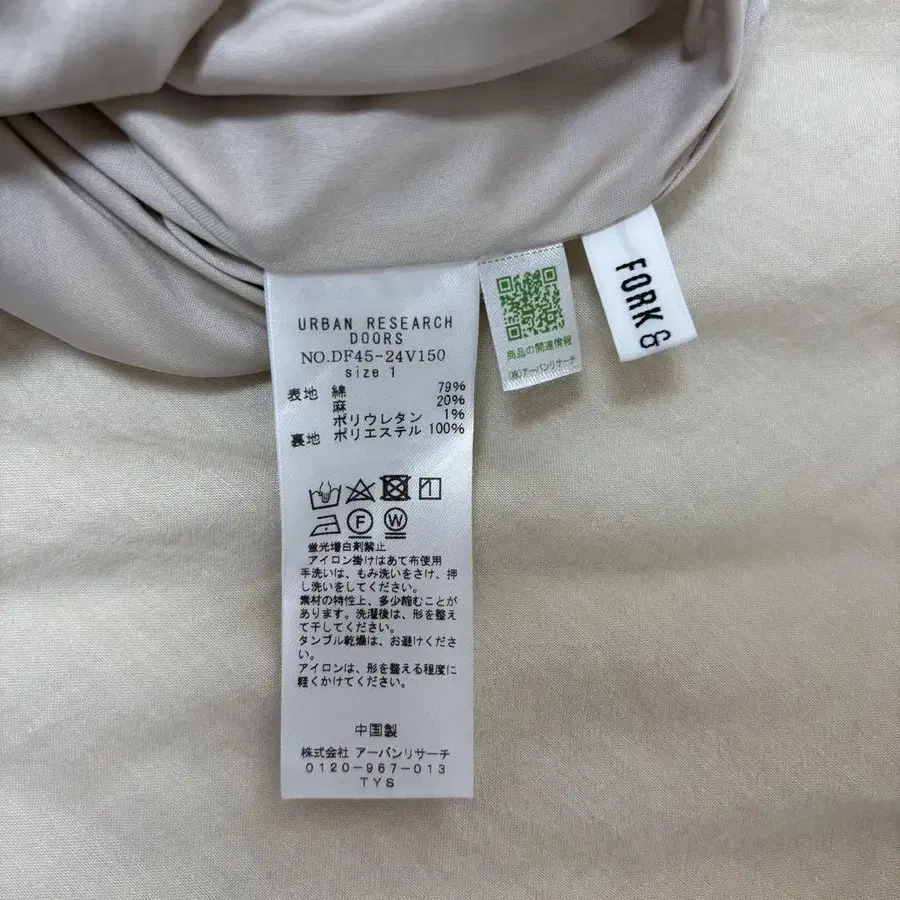 URBAN RESEARCH
DOORS
NO.DF45-24V150
size 1
表地 綿 79%
麻 20%
ポリウレタン 1%
裏地 ポリエステル 100%
F W
蛍光増白剤禁止
アイロン掛けはあて布使用
手洗いは、もみ洗いをさけ、押
し洗いをしてください。
素材の特性上、多少縮むことが
あります。洗濯後は、形を整え
て干してください。
タンブル乾燥は、お避けくださ
い。
アイロンは、形を整える程度に
軽くかけてください。
中国製
株式会社 アーバンリサーチ
0120-967-013
TYS
商品の関連情報
(株)アーバンリサーチ
FORK &